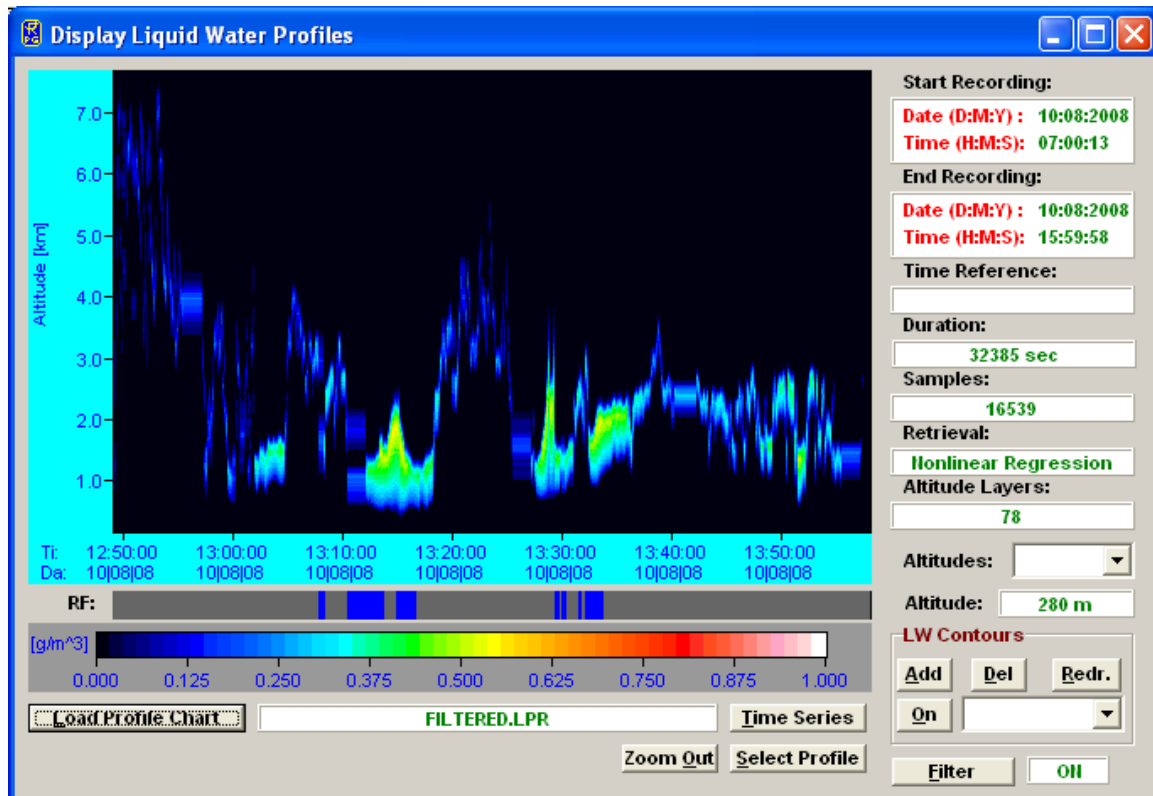 Display Liquid Water Profiles
7.0
6.0
5.0
4.0
3.0
2.0
1.0
Altitude [km]
Ti: 12:50:00 13:00:00 13:10:00 13:20:00 13:30:00 13:40:00 13:50:00
Da: 10|08|08 10|08|08 10|08|08 10|08|08 10|08|08 10|08|08 10|08|08
RF:
[g/m^3]
0.000 0.125 0.250 0.375 0.500 0.625 0.750 0.875 1.000
Load Profile Chart FILTERED.LPR Time Series
Zoom Out Select Profile
Start Recording:
Date (D:M:Y) : 10:08:2008
Time (H:M:S): 07:00:13
End Recording:
Date (D:M:Y) : 10:08:2008
Time (H:M:S): 15:59:58
Time Reference:
Duration:
32385 sec
Samples:
16539
Retrieval:
Nonlinear Regression
Altitude Layers:
78
Altitudes:
Altitude: 280 m
LW Contours
Add Del Redr.
On
Filter ON